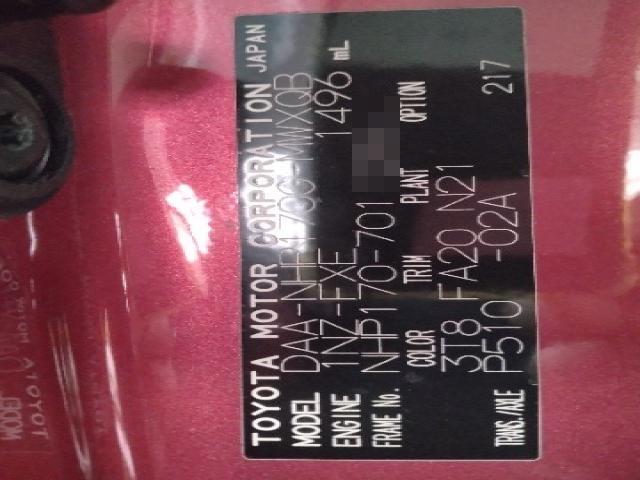 TOYOTA MOTOR CORPORATION JAPAN
MODEL DAA-NHP170G-MWXQB
ENGINE 1NZ-FXE 1496 mL
FRAME No. NHP170-701
COLOR TRIM PLANT OPTION
3T8 FA20 N21 217
TRANS./AXLE P510 -02A